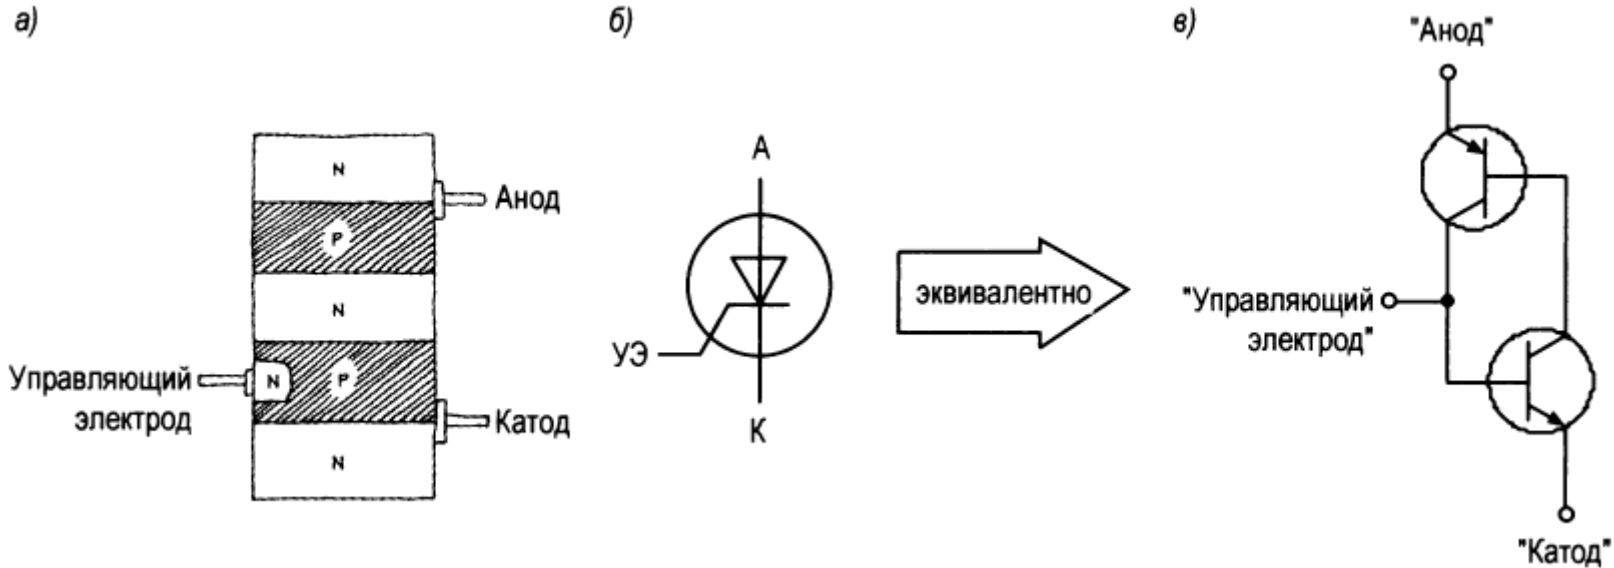 а)
б)
в)
"Анод"
N
Анод
P
N
Управляющий
электрод
N
P
Катод
N
А
УЭ
К
эквивалентно
"Управляющий
электрод"
"Катод"